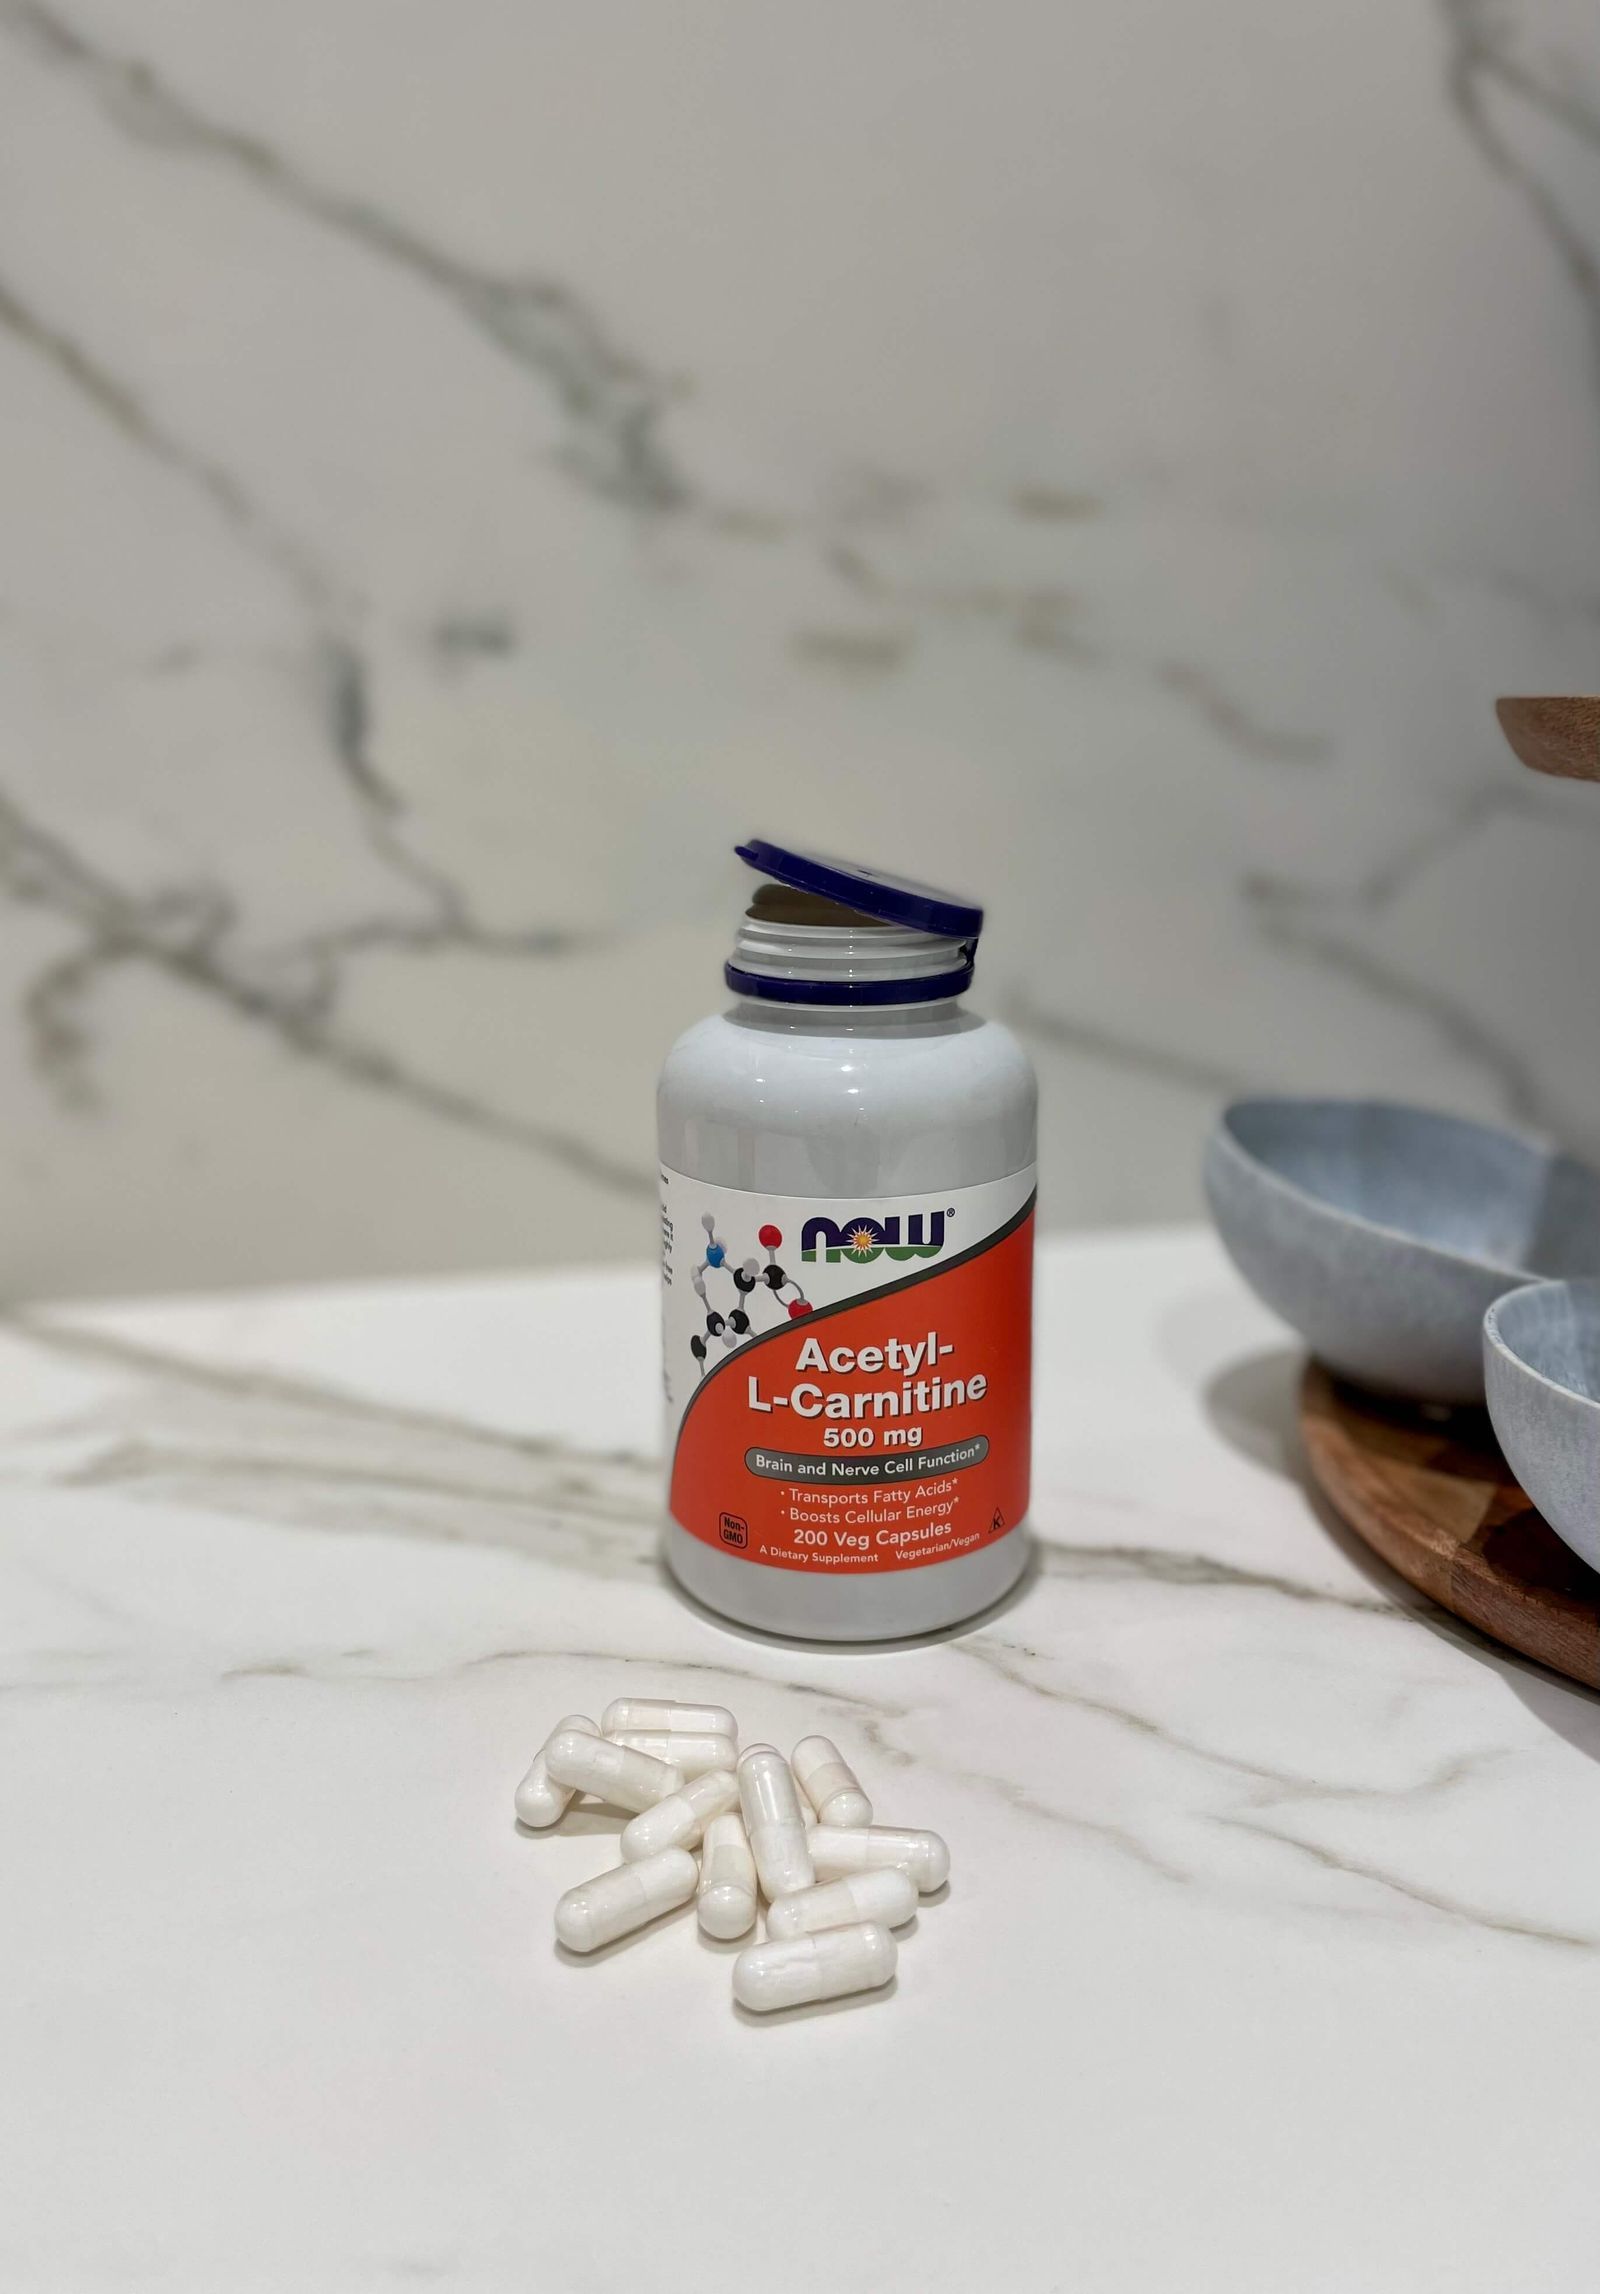 NOW®
Acetyl-
L-Carnitine
500 mg
Brain and Nerve Cell Function*
• Transports Fatty Acids*
• Boosts Cellular Energy*
200 Veg Capsules
Non-
GMO
K
A Dietary Supplement Vegetarian/Vegan